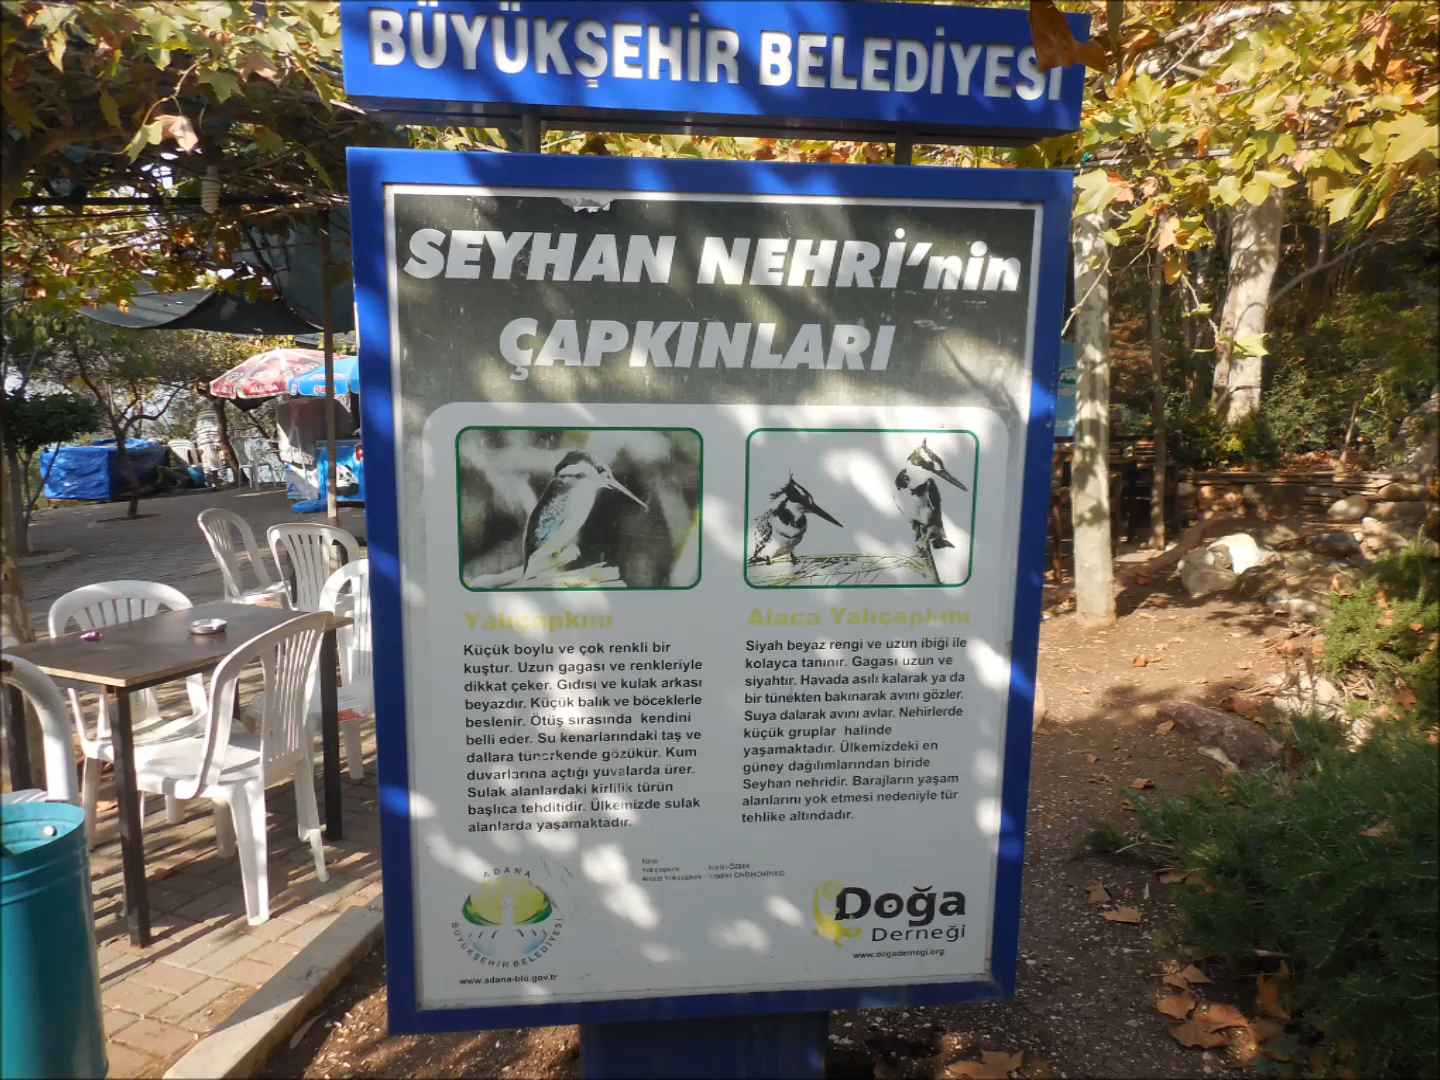 BÜYÜKŞEHİR BELEDİYESİ
SEYHAN NEHRİ'nin
ÇAPKINLARI
Yalıçapkını
Küçük boylu ve çok renkli bir
kuştur. Uzun gagası ve renkleriyle
dikkat çeker. Gıdısı ve kulak arkası
beyazdır. Küçük balık ve böceklerle
beslenir. Ötüş sırasında kendini
belli eder. Su kenarlarındaki taş ve
dallara tünerkende gözükür. Kum
duvarlarına açtığı yuvalarda ürer.
Sulak alanlardaki kirlilik türün
başlıca tehditidir. Ülkemizde sulak
alanlarda yaşamaktadır.
Alaca Yalıçapkını
Siyah beyaz rengi ve uzun ibiği ile
kolayca tanınır. Gagası uzun ve
siyahtır. Havada asılı kalarak ya da
bir tünekten bakınarak avını gözler.
Suya dalarak avını avlar. Nehirlerde
küçük gruplar halinde
yaşamaktadır. Ülkemizdeki en
güney dağılımlarından biride
Seyhan nehridir. Barajların yaşam
alanlarını yok etmesi nedeniyle tür
tehlike altındadır.
Yalıçapkını
Alaca Yalıçapkını Vadim ONISHCHENKO
ADANA
BÜYÜKŞEHİR BELEDİYESİ
www.adana-bld.gov.tr
Doğa
Derneği
www.dogadernegi.org